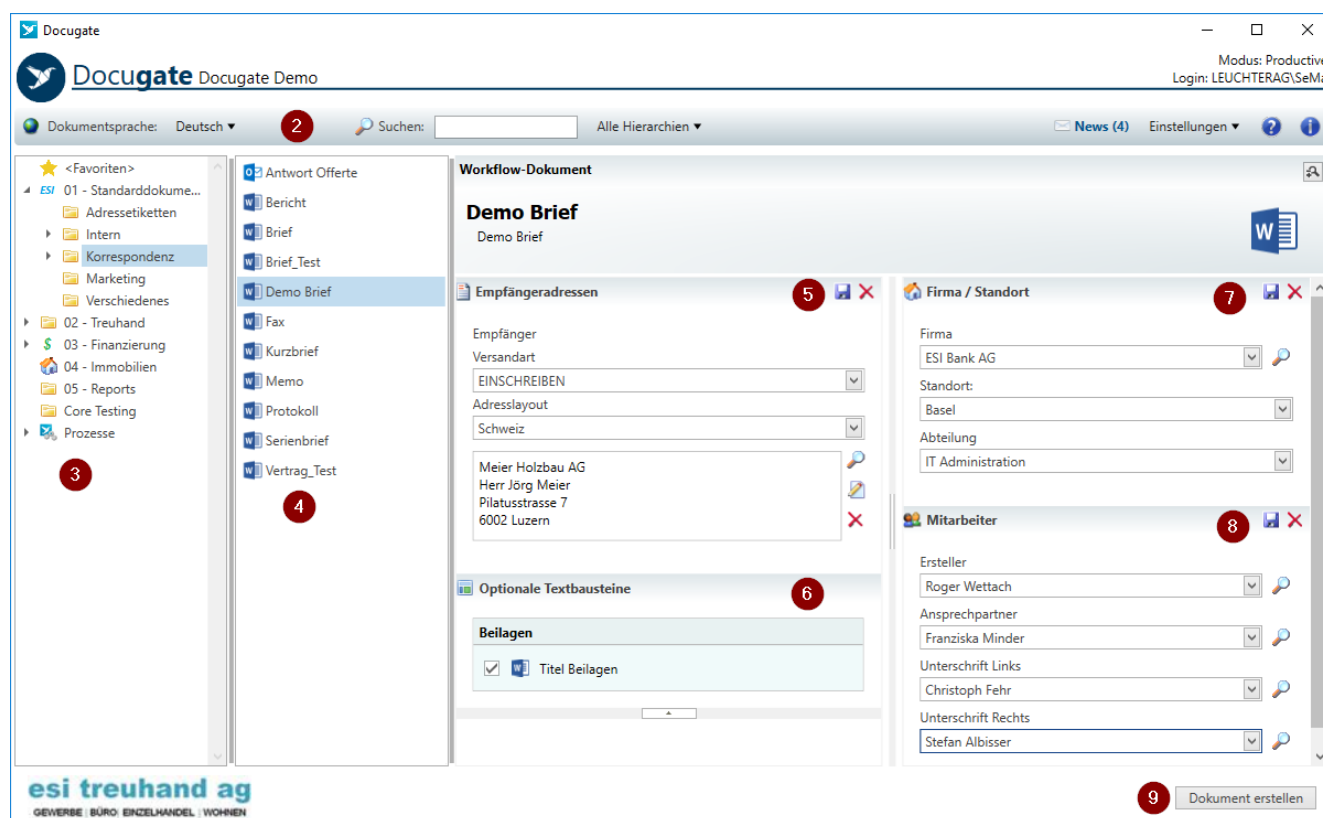 Docugate
Modus: Productive
Docugate Docugate Demo
Login: LEUCHTERAG\SeMa
Dokumentsprache: Deutsch
2
Suchen:
Alle Hierarchien
News (4)
Einstellungen
?
i
<Favoriten>
ESI 01 - Standarddokume...
Adressetiketten
Intern
Korrespondenz
Marketing
Verschiedenes
02 - Treuhand
$ 03 - Finanzierung
04 - Immobilien
05 - Reports
Core Testing
Prozesse
3
Antwort Offerte
Bericht
Brief
Brief_Test
Demo Brief
Fax
Kurzbrief
Memo
Protokoll
Serienbrief
Vertrag_Test
4
Workflow-Dokument
Demo Brief
Demo Brief
Empfängeradressen
5
Empfänger
Versandart
EINSCHREIBEN
Adresslayout
Schweiz
Meier Holzbau AG
Herr Jörg Meier
Pilatusstrasse 7
6002 Luzern
Optionale Textbausteine
6
Beilagen
Titel Beilagen
Firma / Standort
7
Firma
ESI Bank AG
Standort:
Basel
Abteilung
IT Administration
Mitarbeiter
8
Ersteller
Roger Wettach
Ansprechpartner
Franziska Minder
Unterschrift Links
Christoph Fehr
Unterschrift Rechts
Stefan Albisser
esi treuhand ag
GEWERBE | BÜRO | EINZELHANDEL | WOHNEN
9
Dokument erstellen